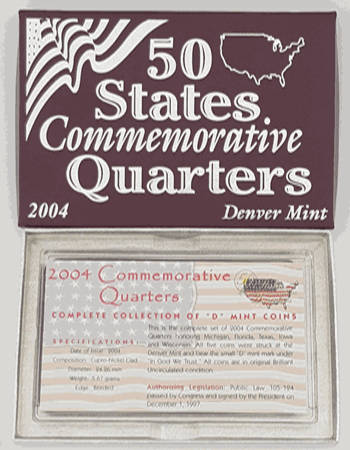 50
States
Commemorative
Quarters
2004 Denver Mint
2004 Commemorative
Quarters
COMPLETE COLLECTION OF "D" MINT COINS
SPECIFICATIONS:
Date of Issue: 2004
Composition: Cupro-Nickel Clad
Diameter: 24.26 mm
Weight: 5.67 grams
Edge: Reeded
This is the complete set of 2004 Commemorative
Quarters honoring Michigan, Florida, Texas, Iowa
and Wisconsin. All five coins were struck at the
Denver Mint and bear the small "D" mint mark under
"In God We Trust." All coins are in original Brilliant
Uncirculated condition.
Authorizing Legislation: Public Law 105-124
passed by Congress and signed by the President on
December 1, 1997.